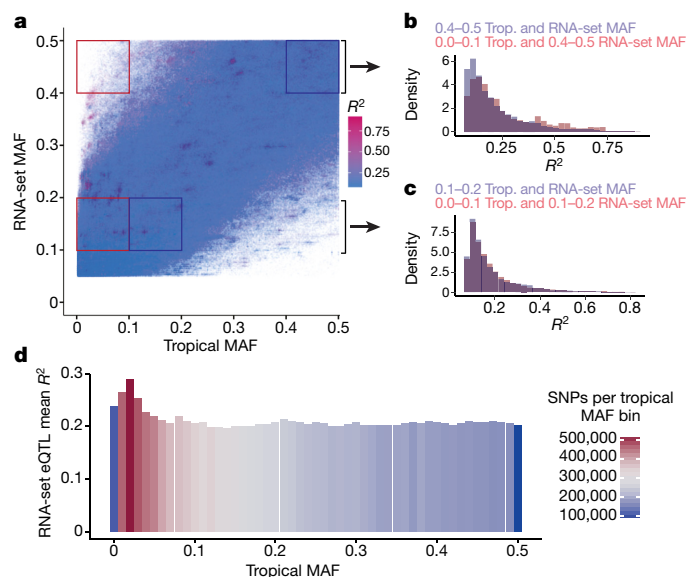 a
0.5
0.4
0.3
0.2
0.1
0
RNA-set MAF
0 0.1 0.2 0.3 0.4 0.5
Tropical MAF
R²
0.75
0.50
0.25
b
0.4–0.5 Trop. and RNA-set MAF
0.0–0.1 Trop. and 0.4–0.5 RNA-set MAF
6
4
2
0
Density
0.25 0.50 0.75
R²
c
0.1–0.2 Trop. and RNA-set MAF
0.0–0.1 Trop. and 0.1–0.2 RNA-set MAF
7.5
5.0
2.5
0
Density
0.2 0.4 0.6 0.8
R²
d
0.3
0.2
0.1
0
RNA-set eQTL mean R²
0 0.1 0.2 0.3 0.4 0.5
Tropical MAF
SNPs per tropical
MAF bin
500,000
400,000
300,000
200,000
100,000